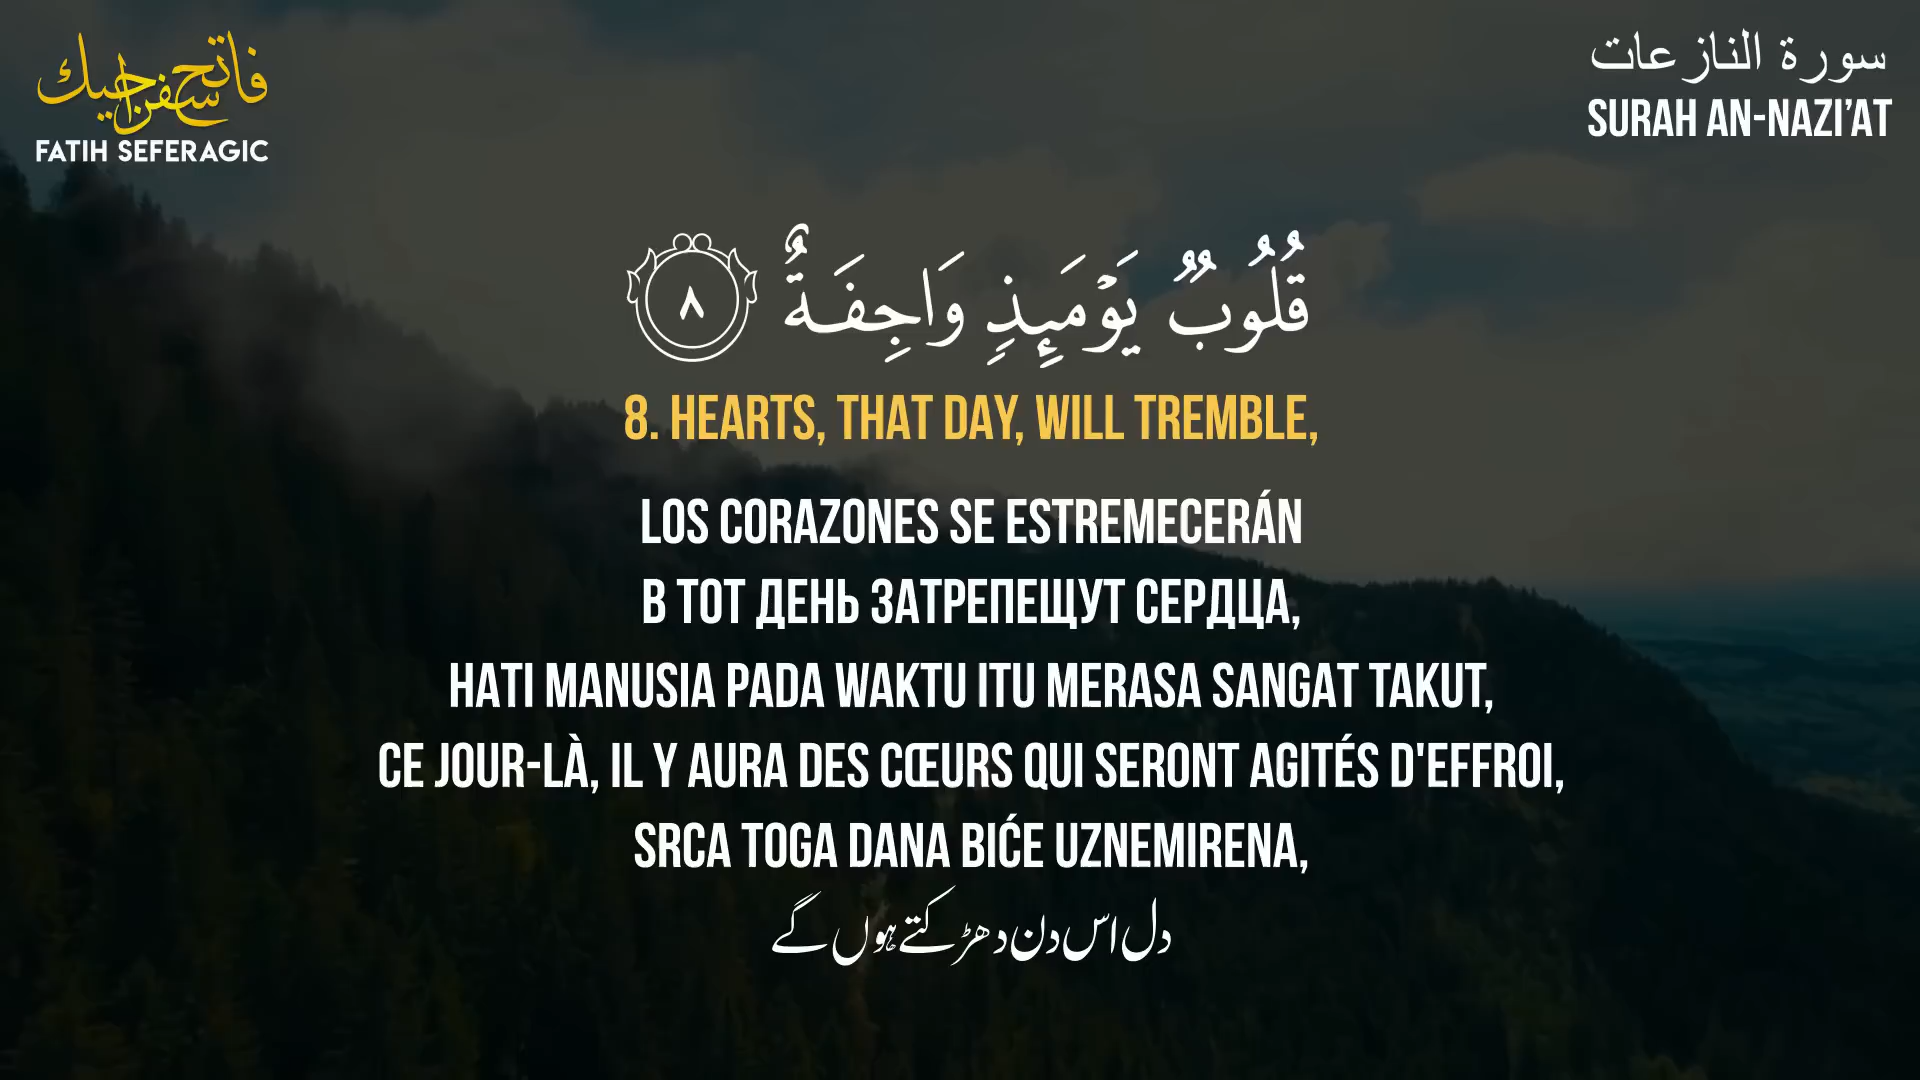 فاتح سفراجيك
FATIH SEFERAGIC
سورة النازعات
SURAH AN-NAZI'AT
قُلُوبٌ يَوْمَئِذٍ وَاجِفَةٌ ٨
8. HEARTS, THAT DAY, WILL TREMBLE,
LOS CORAZONES SE ESTREMECERÁN
В ТОТ ДЕНЬ ЗАТРЕПЕЩУТ СЕРДЦА,
HATI MANUSIA PADA WAKTU ITU MERASA SANGAT TAKUT,
CE JOUR-LÀ, IL Y AURA DES CŒURS QUI SERONT AGITÉS D'EFFROI,
SRCA TOGA DANA BIĆE UZNEMIRENA,
دل اس دن دھڑکتے ہوں گے